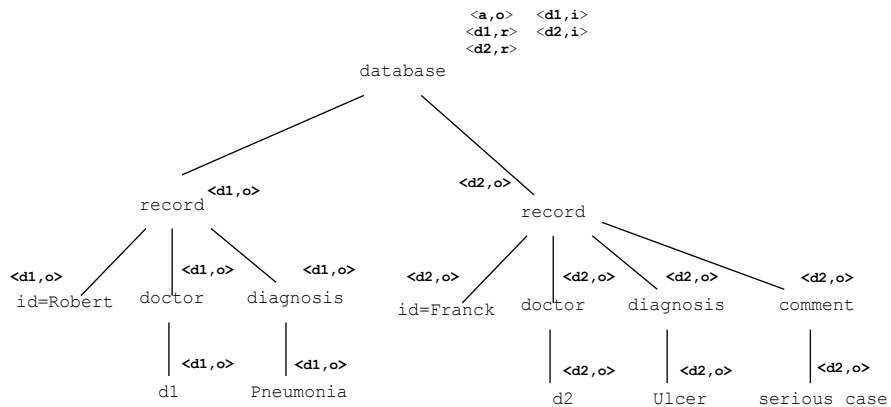 <a,o> <d1,i>
<d1,r> <d2,i>
<d2,r>
database
<d1,o> <d2,o>
record record
<d1,o> <d1,o> <d1,o> <d2,o> <d2,o> <d2,o> <d2,o>
id=Robert doctor diagnosis id=Franck doctor diagnosis comment
<d1,o> <d1,o> <d2,o> <d2,o> <d2,o>
d1 Pneumonia d2 Ulcer serious case